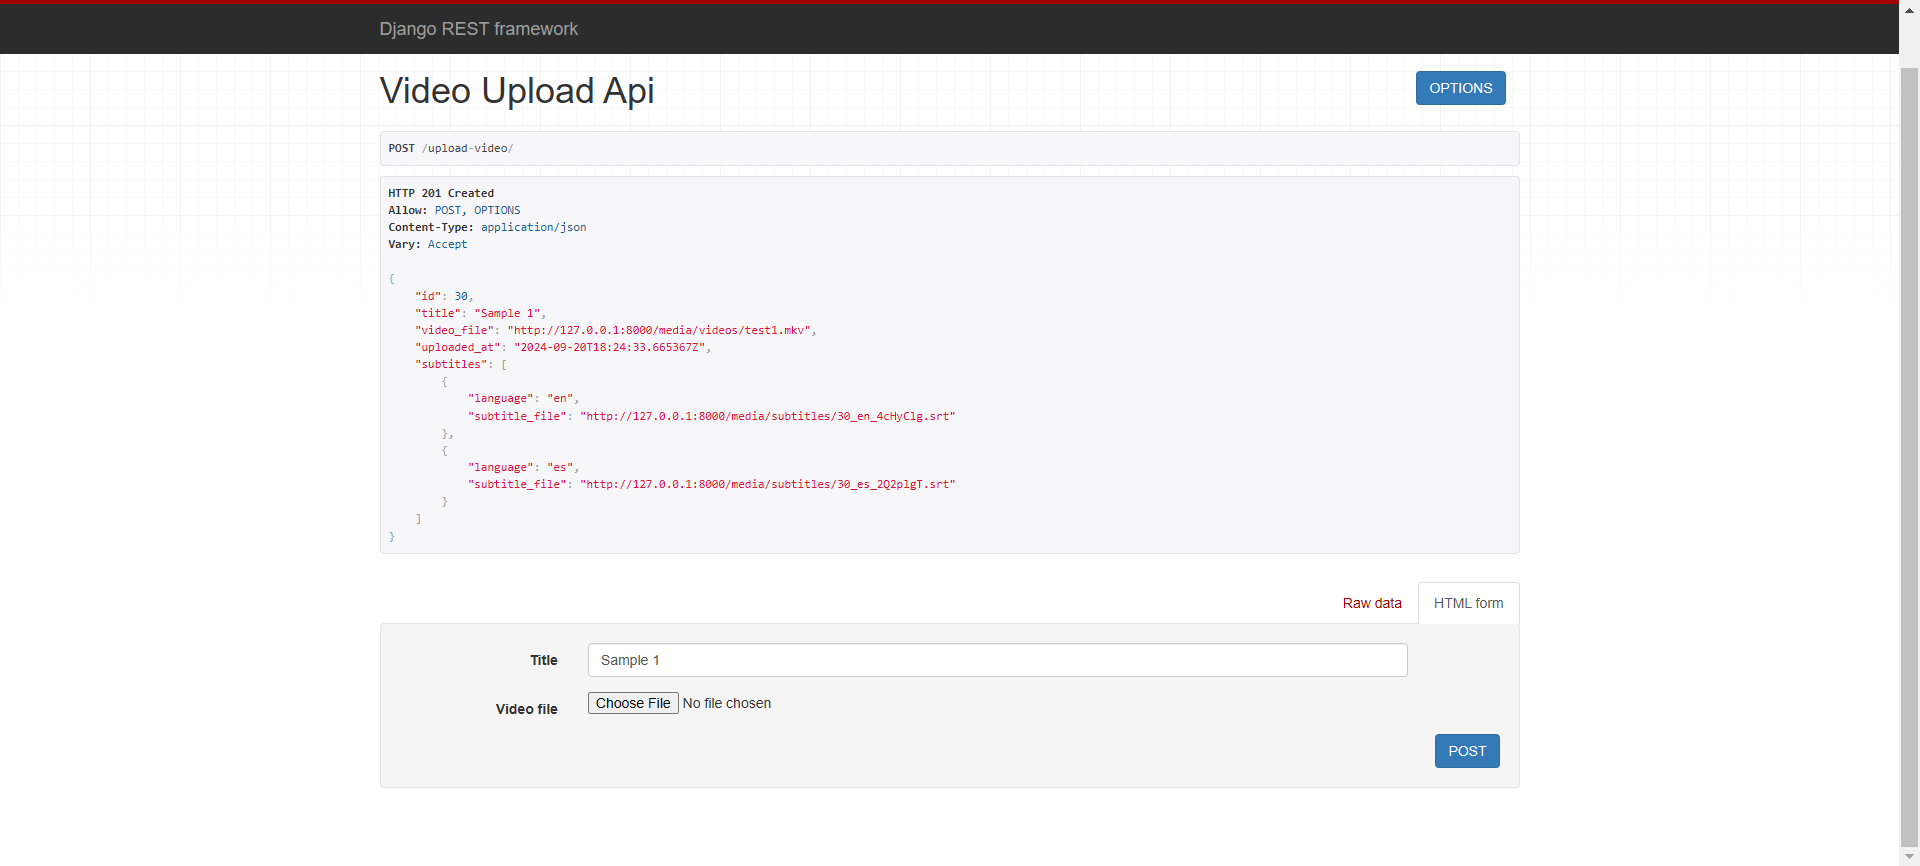 Django REST framework
Video Upload Api
OPTIONS
POST /upload-video/
HTTP 201 Created
Allow: POST, OPTIONS
Content-Type: application/json
Vary: Accept
{
"id": 30,
"title": "Sample 1",
"video_file": "http://127.0.0.1:8000/media/videos/test1.mkv",
"uploaded_at": "2024-09-20T18:24:33.665367Z",
"subtitles": [
{
"language": "en",
"subtitle_file": "http://127.0.0.1:8000/media/subtitles/30_en_4cHyClg.srt"
},
{
"language": "es",
"subtitle_file": "http://127.0.0.1:8000/media/subtitles/30_es_2Q2plgT.srt"
}
]
}
Raw data
HTML form
Title
Sample 1
Video file
Choose File No file chosen
POST